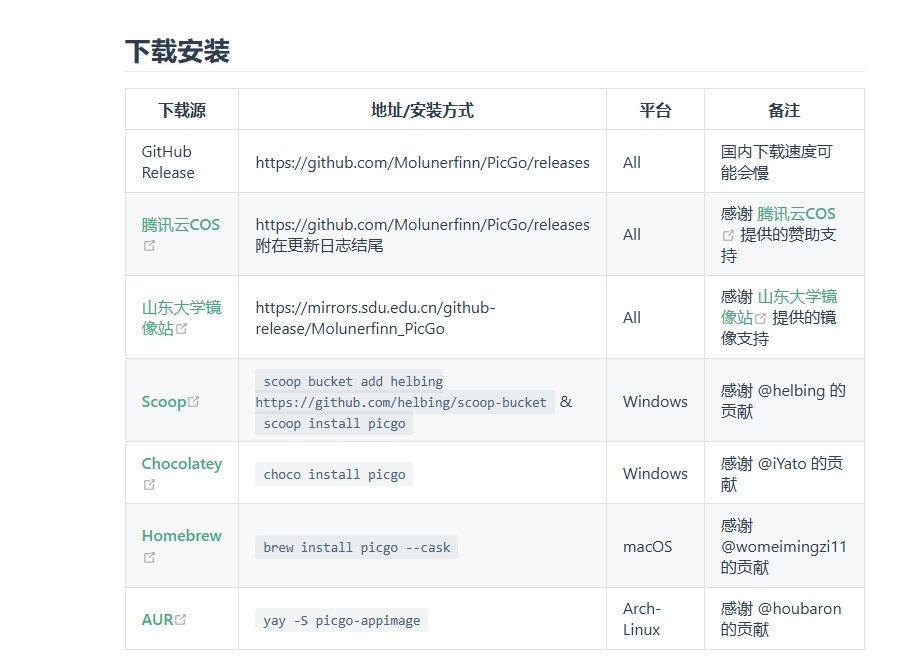 下载安装
下载源 地址/安装方式 平台 备注
GitHub
Release
https://github.com/Molunerfinn/PicGo/releases
All
国内下载速度可
能会慢
腾讯云COS
https://github.com/Molunerfinn/PicGo/releases
附在更新日志结尾
All
感谢 腾讯云COS
提供的赞助支
持
山东大学镜
像站
https://mirrors.sdu.edu.cn/github-
release/Molunerfinn_PicGo
All
感谢 山东大学镜
像站 提供的镜
像支持
Scoop
scoop bucket add helbing
https://github.com/helbing/scoop-bucket &
scoop install picgo
Windows
感谢 @helbing 的
贡献
Chocolatey
choco install picgo
Windows
感谢 @iYato 的贡
献
Homebrew
brew install picgo --cask
macOS
感谢
@womeimingzi11
的贡献
AUR
yay -S picgo-appimage
Arch-
Linux
感谢 @houbaron
的贡献